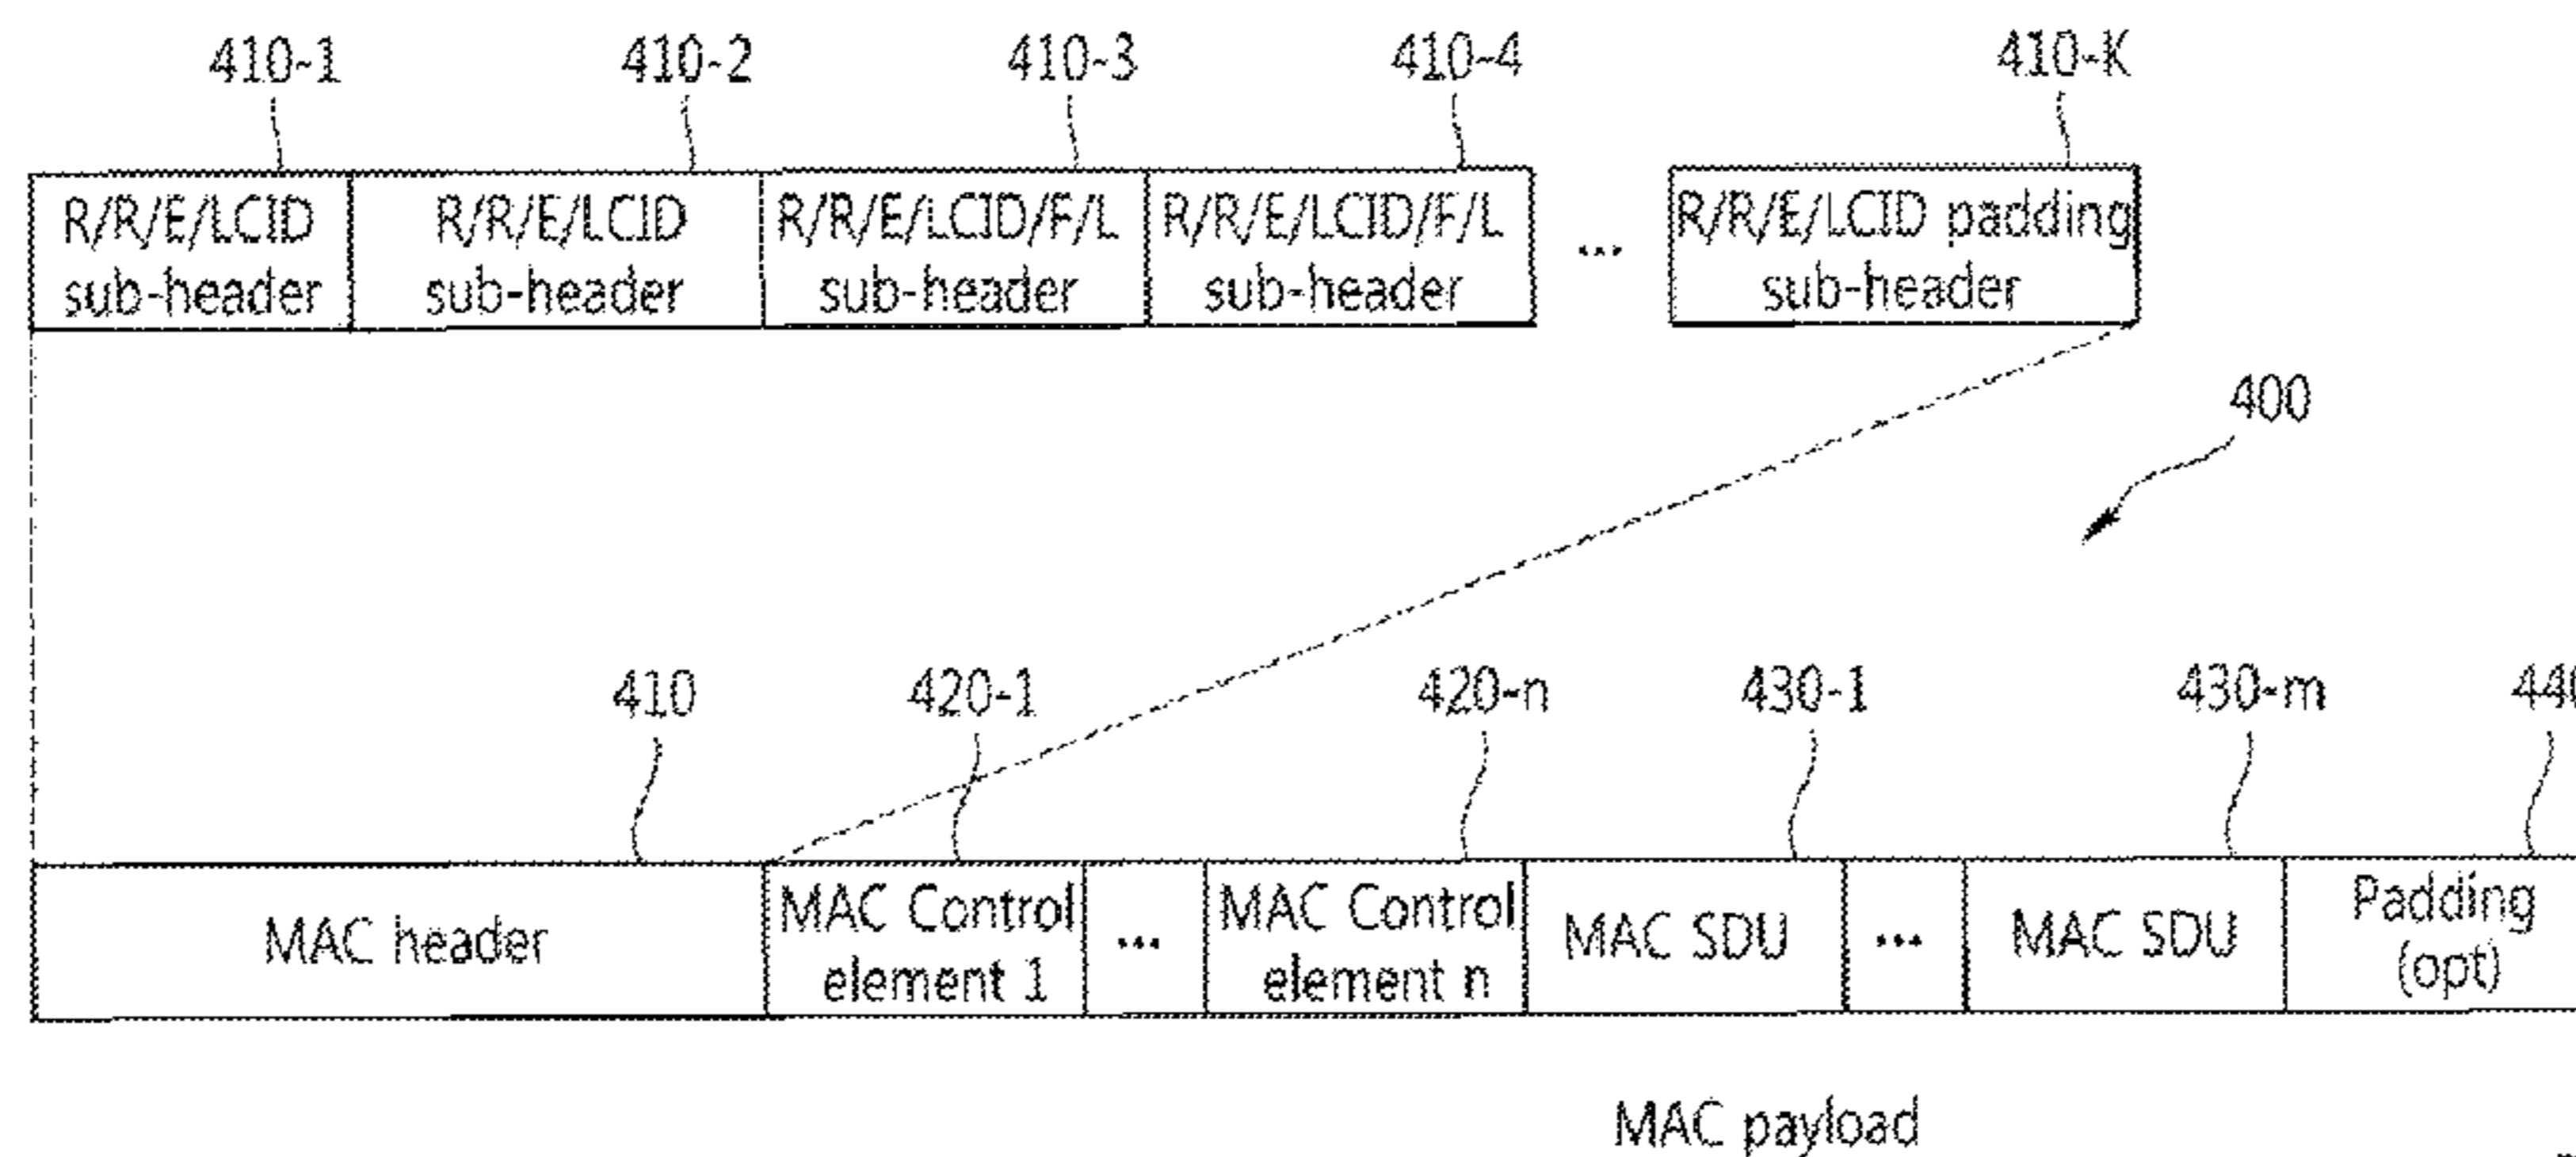 410-1 410-2 410-3 410-4 410-K
R/R/E/LCID R/R/E/LCID R/R/E/LCID/F/L R/R/E/LCID/F/L ... R/R/E/LCID padding
sub-header sub-header sub-header sub-header sub-header
400
410 420-1 420-n 430-1 430-m 440
MAC header MAC Control ... MAC Control MAC SDU ... MAC SDU Padding
element 1 element n (opt)
MAC payload